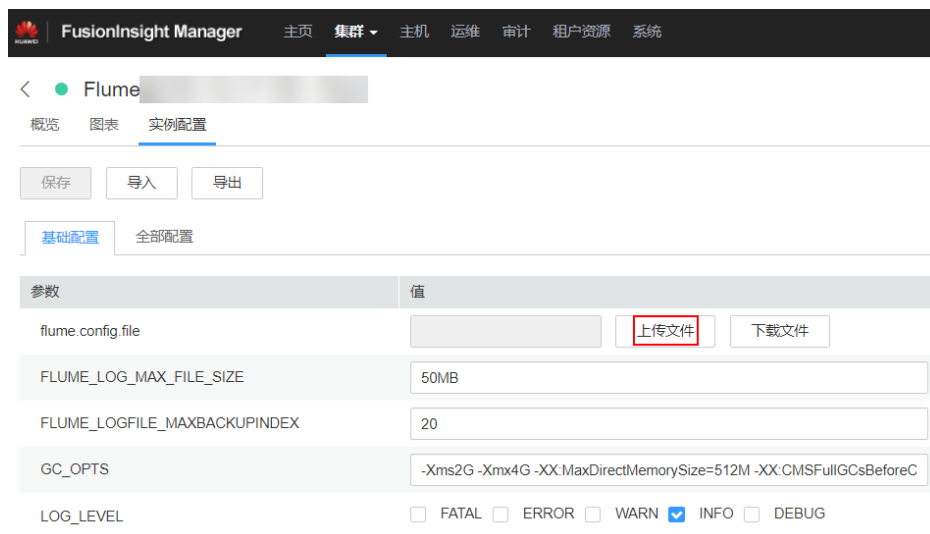 HUAWEI FusionInsight Manager 主页 集群 主机 运维 审计 租户资源 系统
Flume
概览 图表 实例配置
保存 导入 导出
基础配置 全部配置
参数 值
flume.config.file 上传文件 下载文件
FLUME_LOG_MAX_FILE_SIZE 50MB
FLUME_LOGFILE_MAXBACKUPINDEX 20
GC_OPTS -Xms2G -Xmx4G -XX:MaxDirectMemorySize=512M -XX:CMSFullGCsBeforeC
LOG_LEVEL FATAL ERROR WARN INFO DEBUG